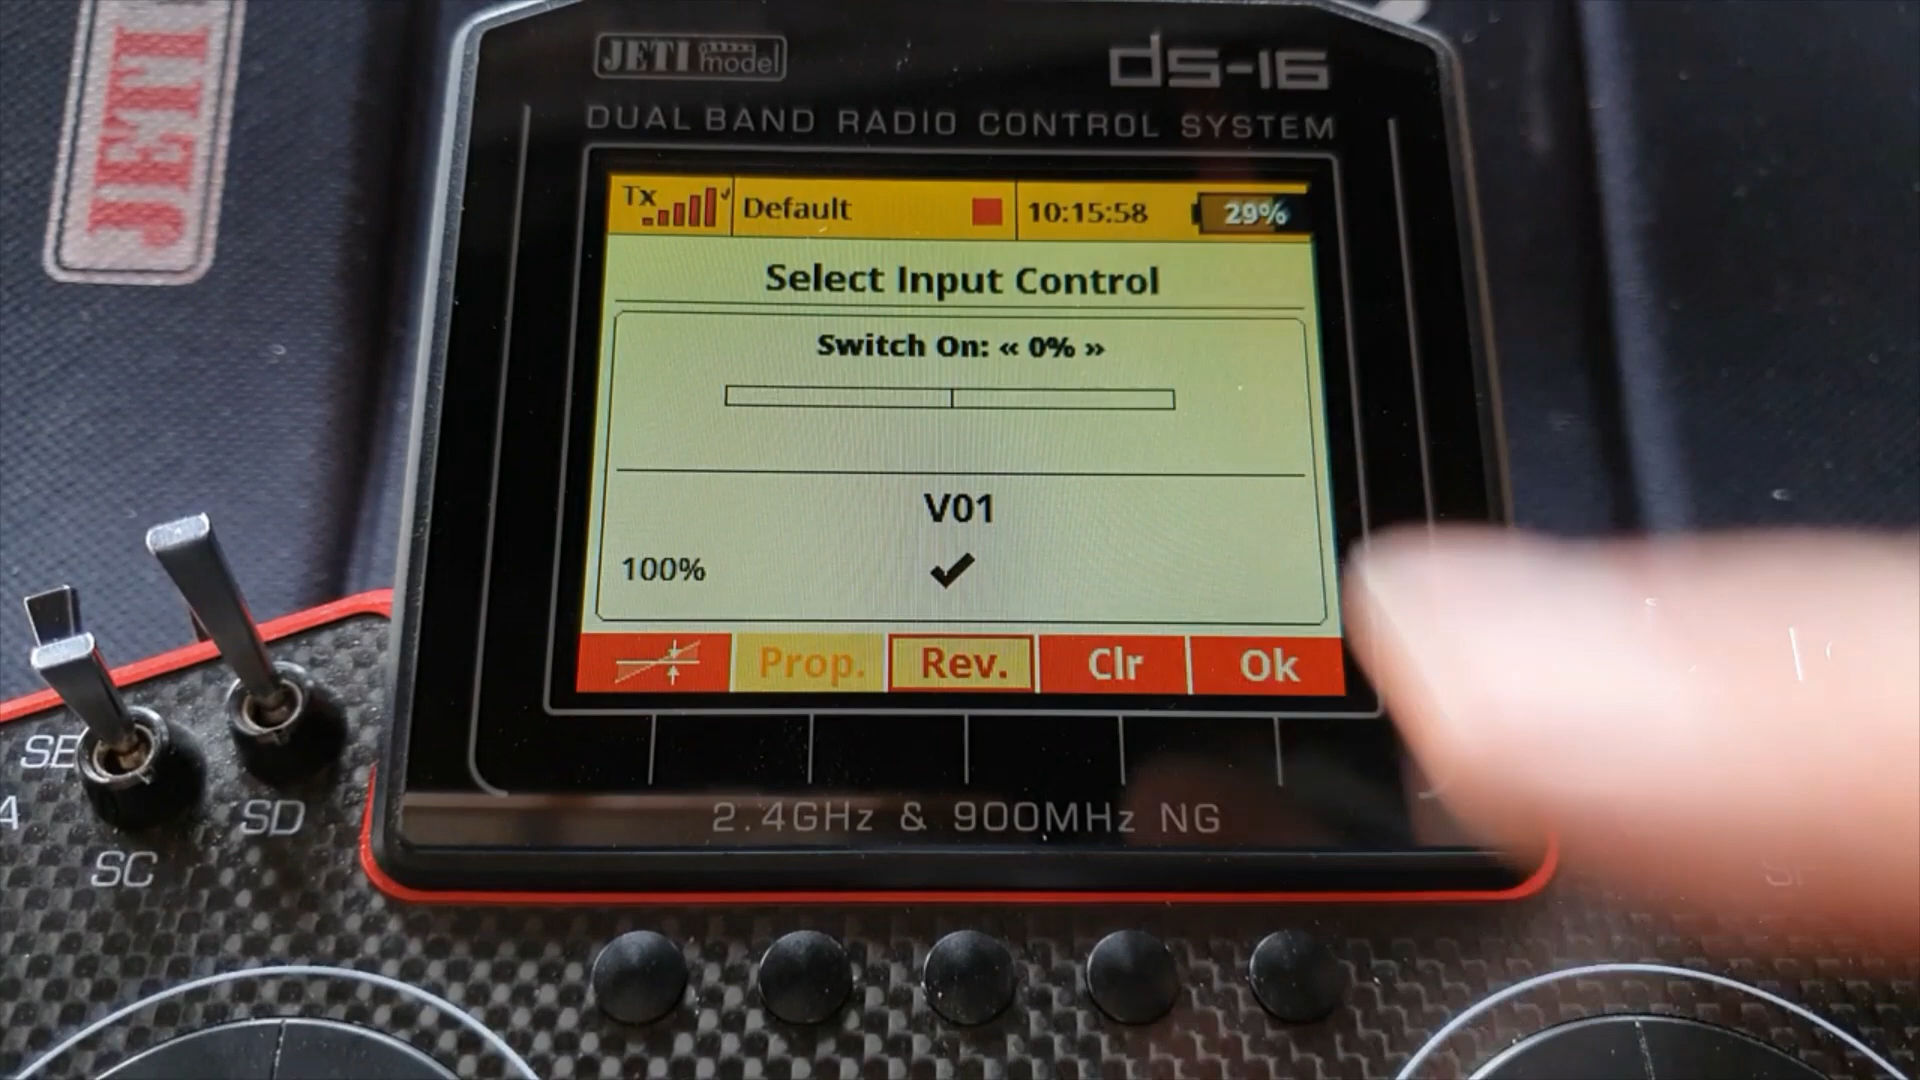 JETI
JETI model
DS-16
DUAL BAND RADIO CONTROL SYSTEM
Tx Default 10:15:58 29%
Select Input Control
Switch On: « 0% »
V01
100%
Prop. Rev. Clr Ok
2.4GHz & 900MHz NG
SD
SC